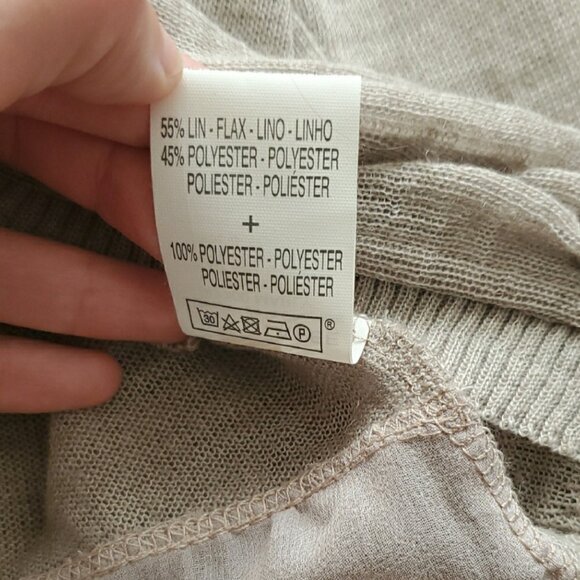 55% LIN - FLAX - LINO - LINHO
45% POLYESTER - POLYESTER
POLIESTER - POLIÉSTER
+
100% POLYESTER - POLYESTER
POLIESTER - POLIÉSTER
30 P ®